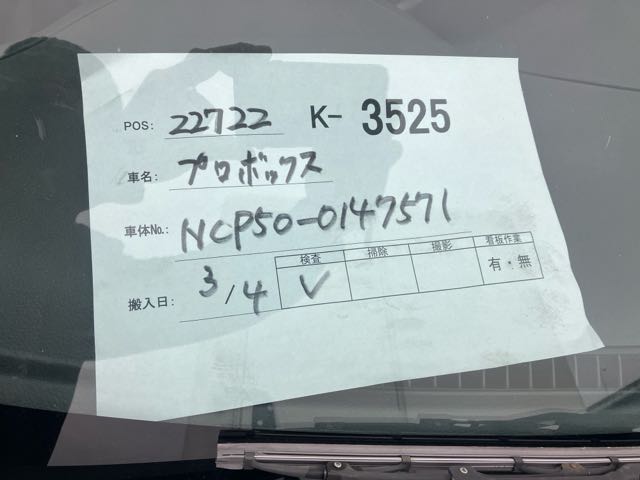 POS: 22722 K- 3525
車名: プロボックス
車体No.: NCP50-0147571
検査 掃除 撮影 看板作業
搬入日: 3/4 V 有・無